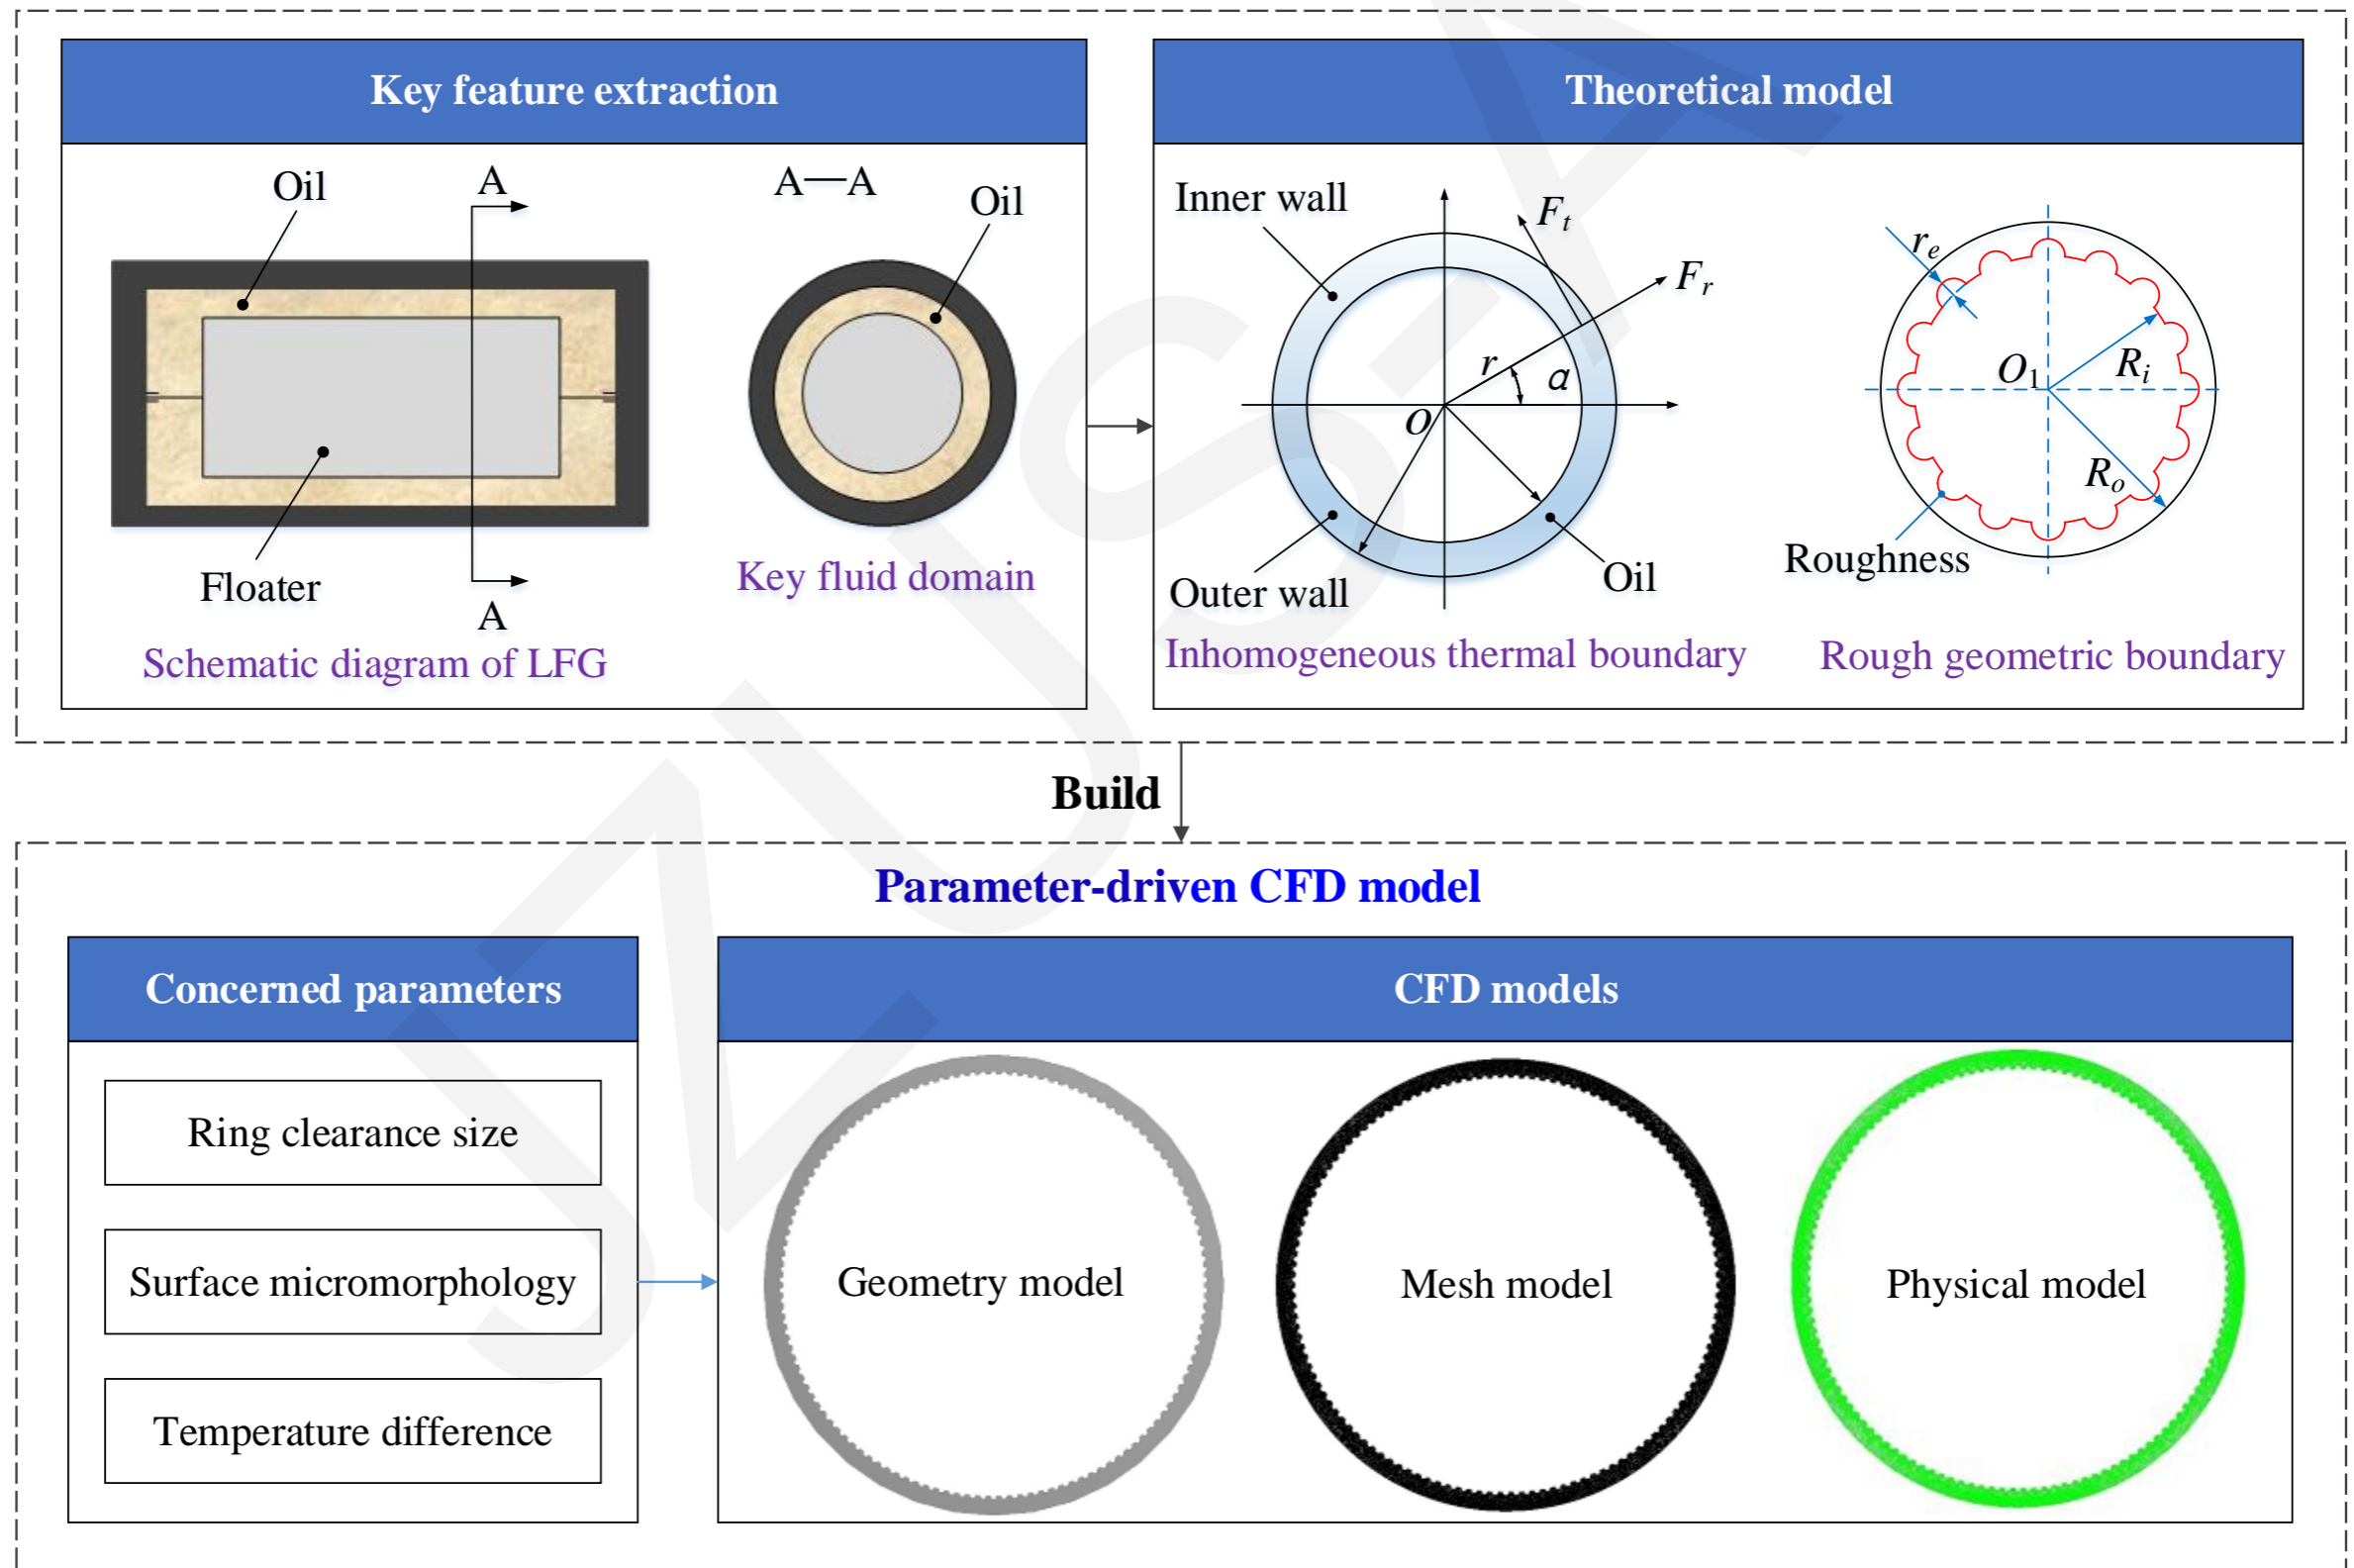 Key feature extraction
Oil
A
A—A
Oil
Floater
A
Key fluid domain
Schematic diagram of LFG
Theoretical model
Inner wall
Ft
Fr
r
α
O
Outer wall
Oil
Inhomogeneous thermal boundary
re
O1
Ri
Ro
Roughness
Rough geometric boundary
Build
Parameter-driven CFD model
Concerned parameters
Ring clearance size
Surface micromorphology
Temperature difference
CFD models
Geometry model
Mesh model
Physical model
JZUS-A